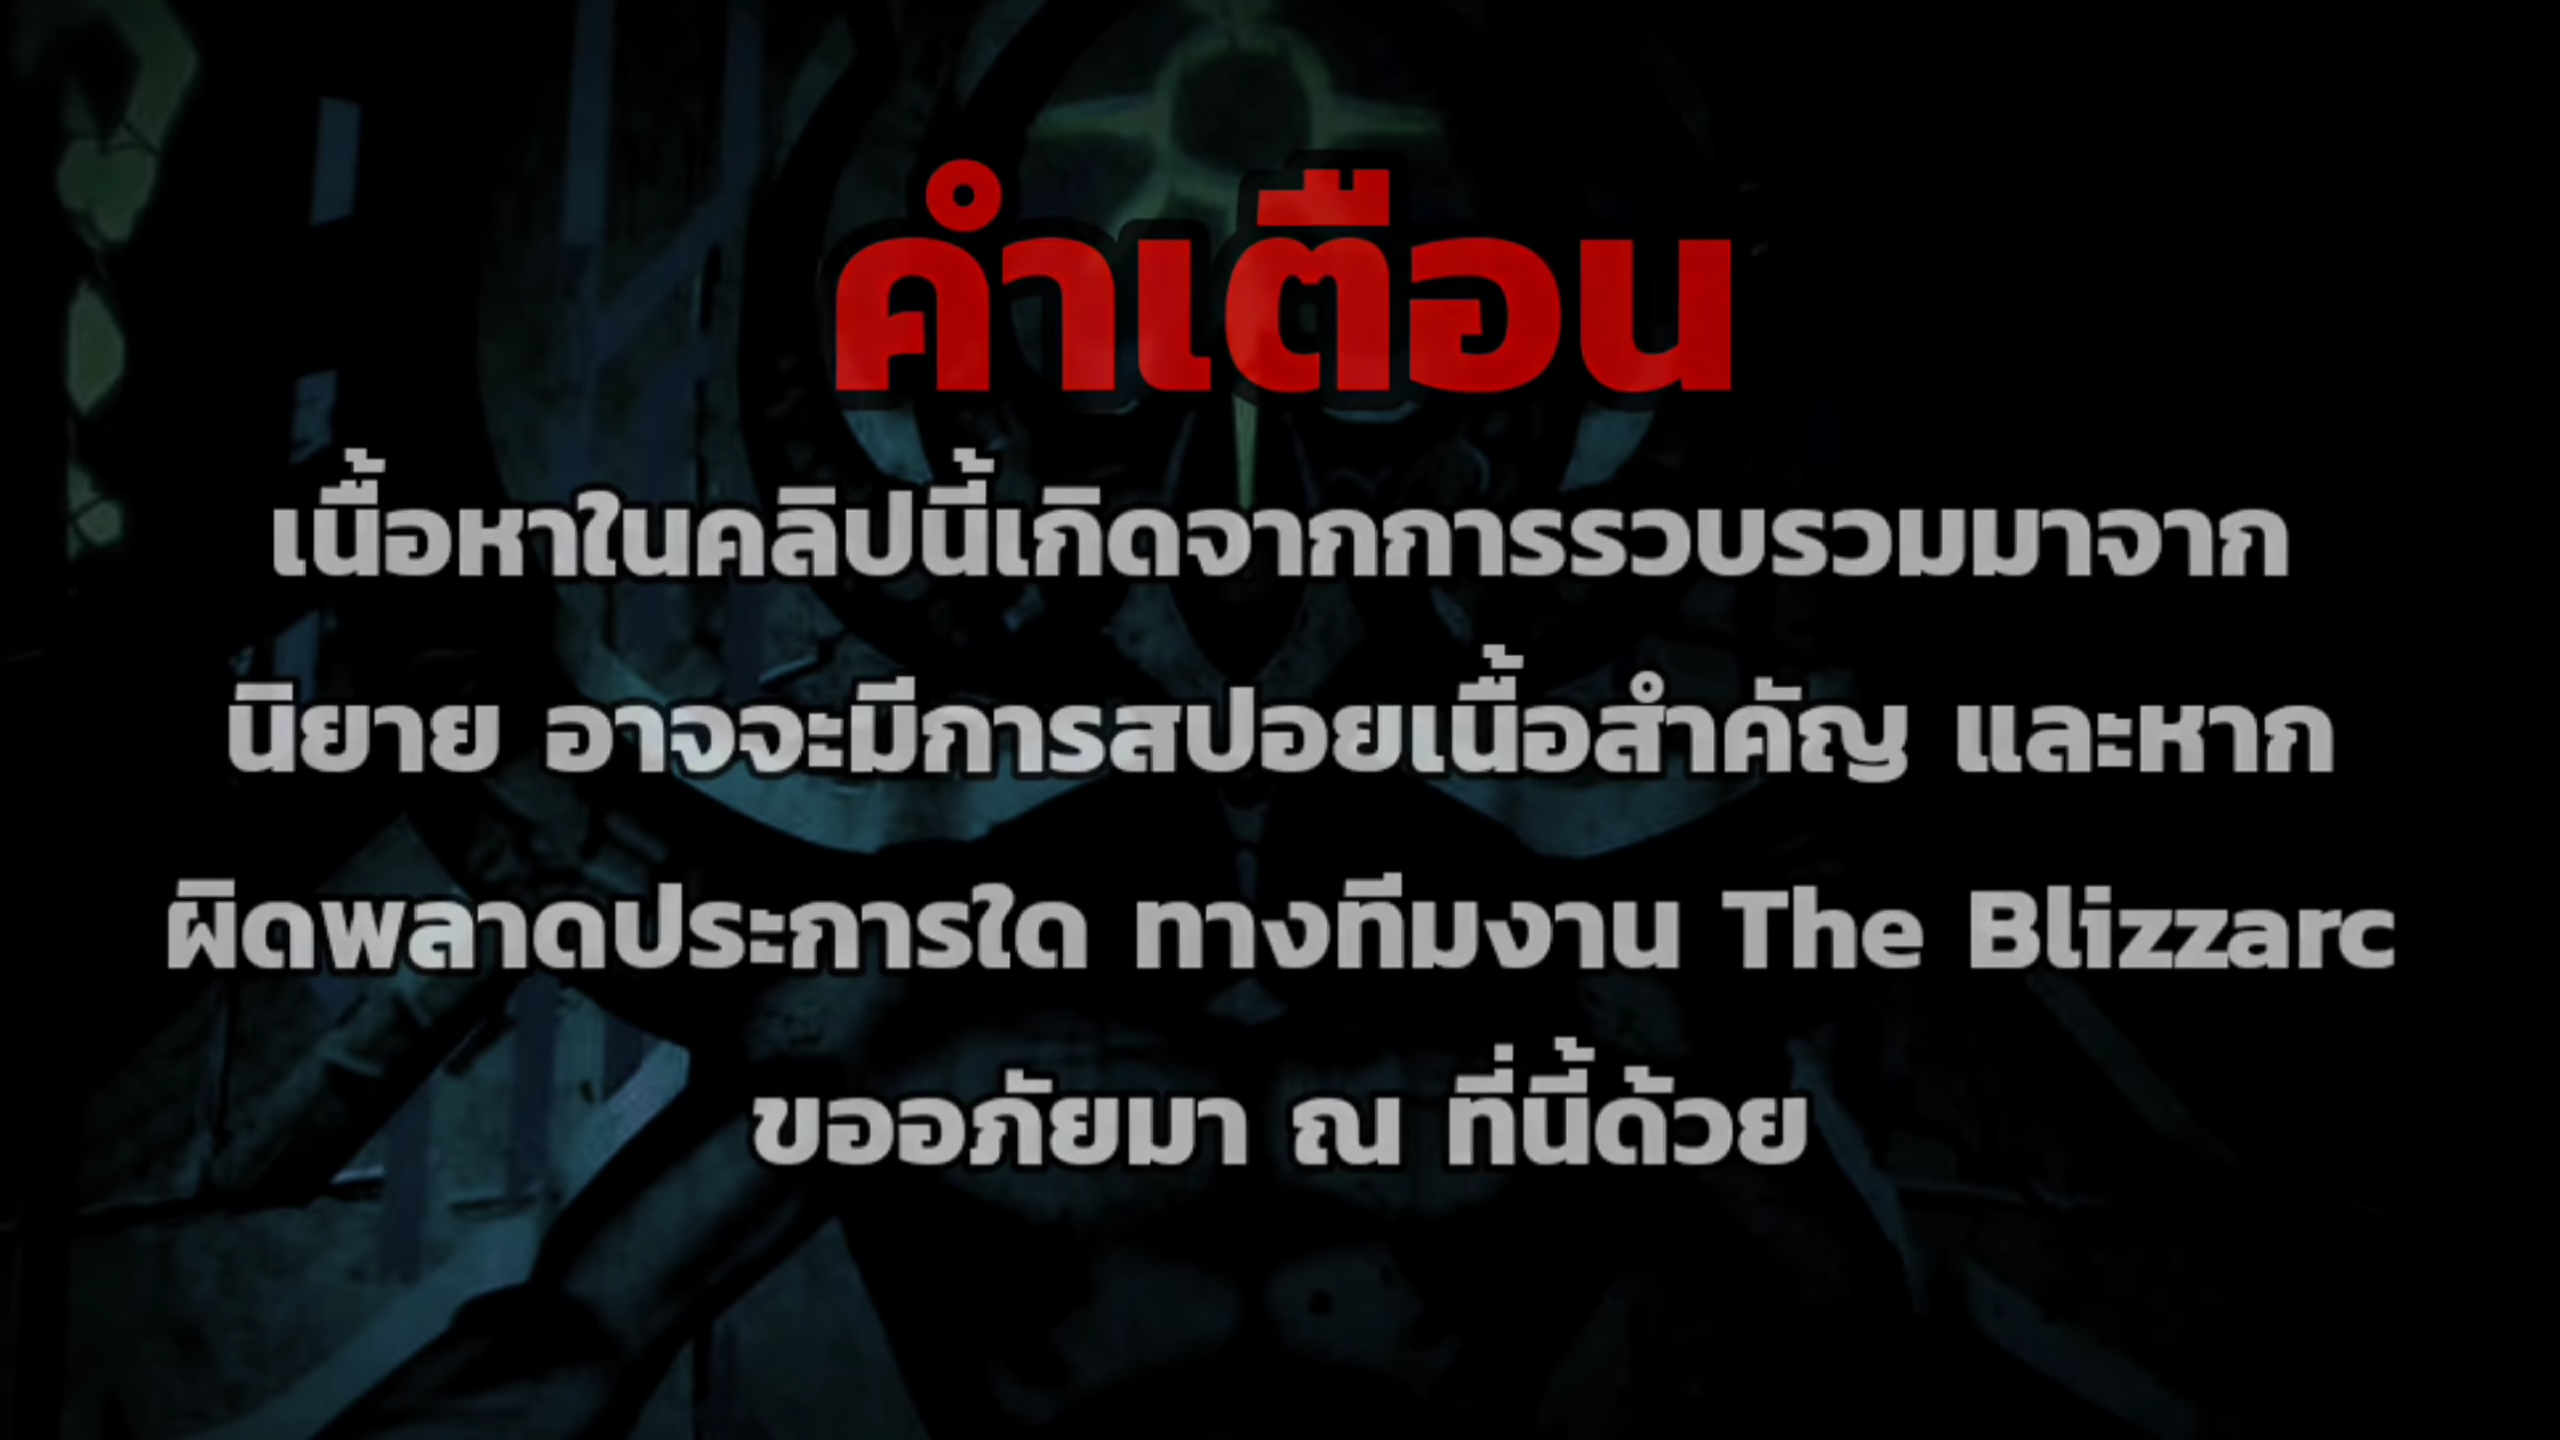 คำเตือน
เนื้อหาในคลิปนี้เกิดจากการรวบรวมมาจาก
นิยาย อาจจะมีการสปอยเนื้อสำคัญ และหาก
ผิดพลาดประการใด ทางทีมงาน The Blizzarc
ขออภัยมา ณ ที่นี้ด้วย